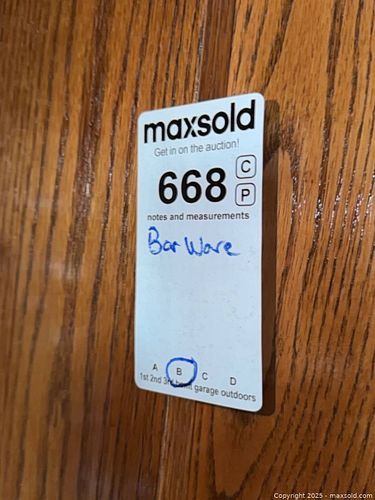 maxsold
Get in on the auction!
668 C
P
notes and measurements
Bar Ware
A B C D
1st 2nd 3rd bsmt garage outdoors
Copyright 2025 - maxsold.com